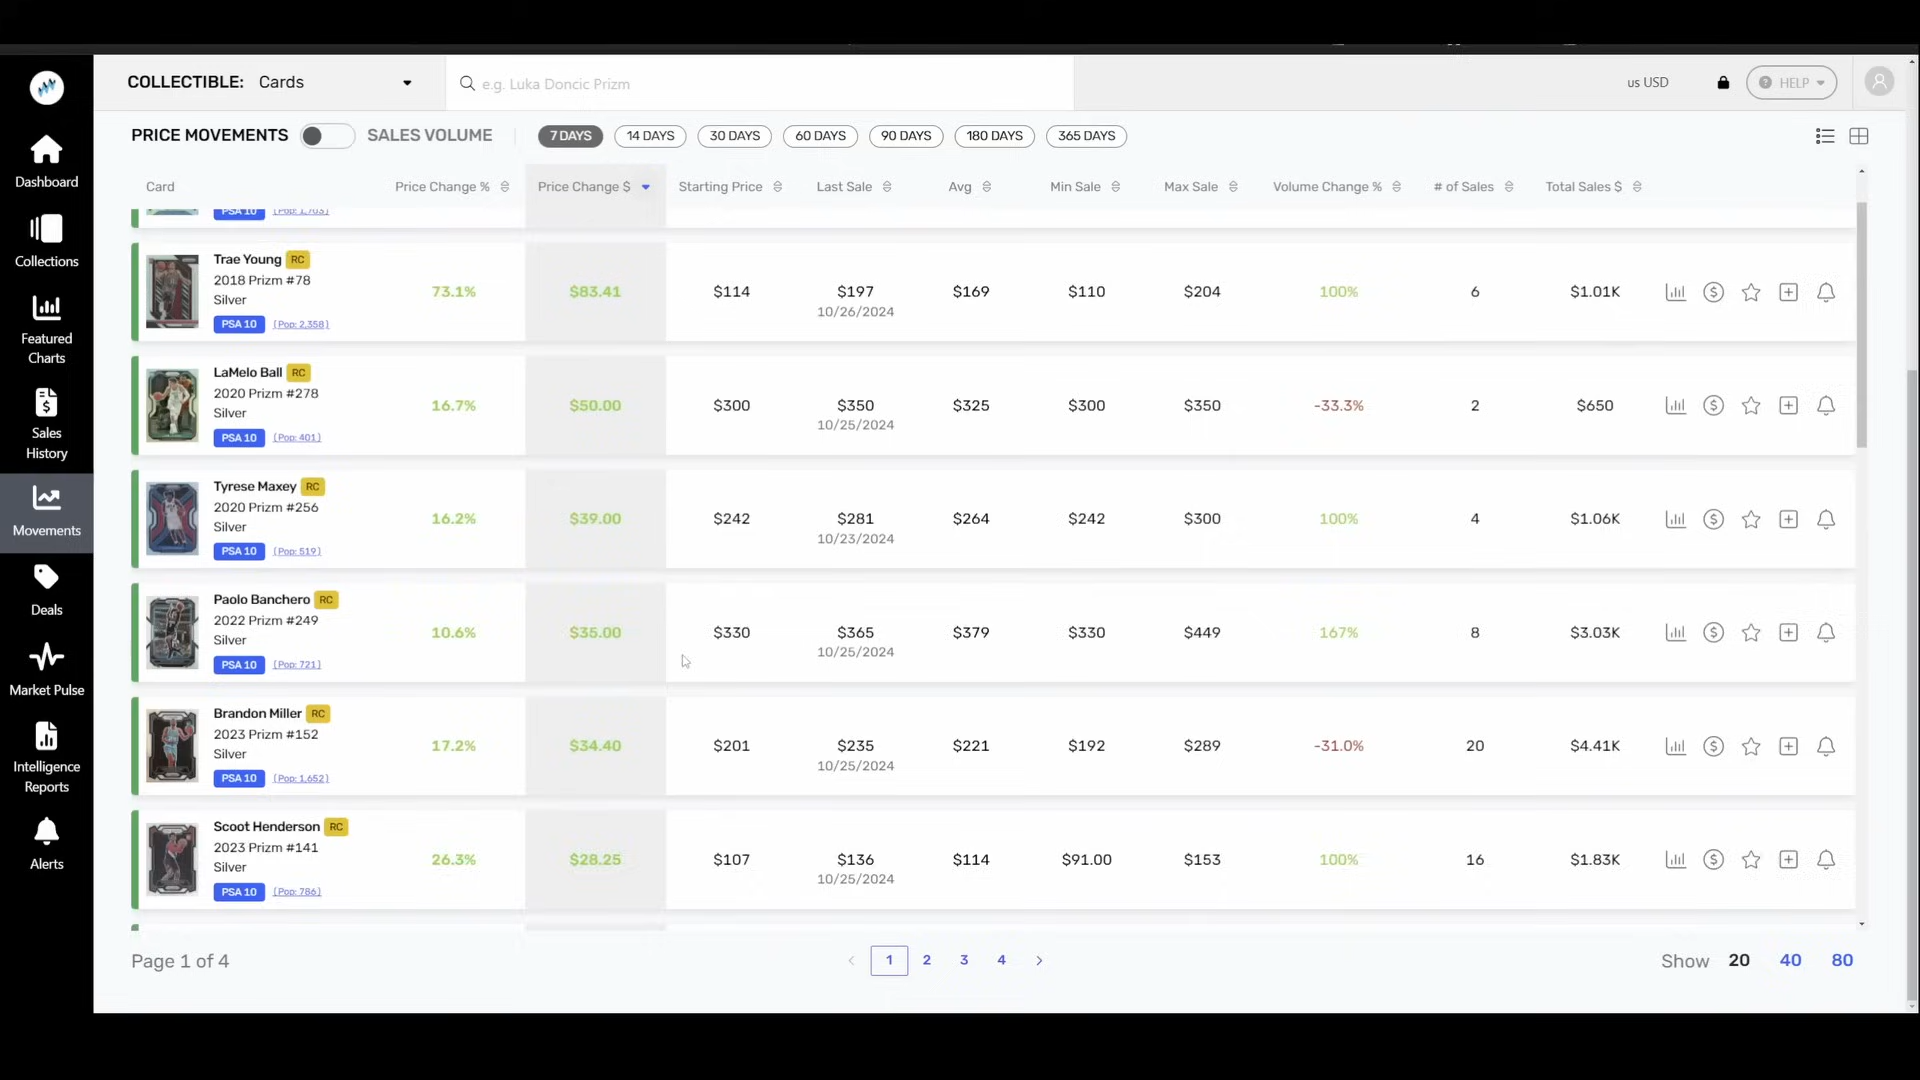 COLLECTIBLE: Cards
e.g. Luka Doncic Prizm
us USD
HELP
PRICE MOVEMENTS SALES VOLUME 7 DAYS 14 DAYS 30 DAYS 60 DAYS 90 DAYS 180 DAYS 365 DAYS
Card Price Change % Price Change $ Starting Price Last Sale Avg Min Sale Max Sale Volume Change % # of Sales Total Sales $
PSA 10 (Pop: 1,703)
Trae Young RC
2018 Prizm #78
Silver
PSA 10 (Pop: 2,358)
73.1% $83.41 $114 $197 $169 $110 $204 100% 6 $1.01K
10/26/2024
LaMelo Ball RC
2020 Prizm #278
Silver
PSA 10 (Pop: 401)
16.7% $50.00 $300 $350 $325 $300 $350 -33.3% 2 $650
10/25/2024
Tyrese Maxey RC
2020 Prizm #256
Silver
PSA 10 (Pop: 519)
16.2% $39.00 $242 $281 $264 $242 $300 100% 4 $1.06K
10/23/2024
Paolo Banchero RC
2022 Prizm #249
Silver
PSA 10 (Pop: 721)
10.6% $35.00 $330 $365 $379 $330 $449 167% 8 $3.03K
10/25/2024
Brandon Miller RC
2023 Prizm #152
Silver
PSA 10 (Pop: 1,652)
17.2% $34.40 $201 $235 $221 $192 $289 -31.0% 20 $4.41K
10/25/2024
Scoot Henderson RC
2023 Prizm #141
Silver
PSA 10 (Pop: 786)
26.3% $28.25 $107 $136 $114 $91.00 $153 100% 16 $1.83K
10/25/2024
Page 1 of 4
1 2 3 4
Show 20 40 80
Dashboard
Collections
Featured
Charts
Sales
History
Movements
Deals
Market Pulse
Intelligence
Reports
Alerts